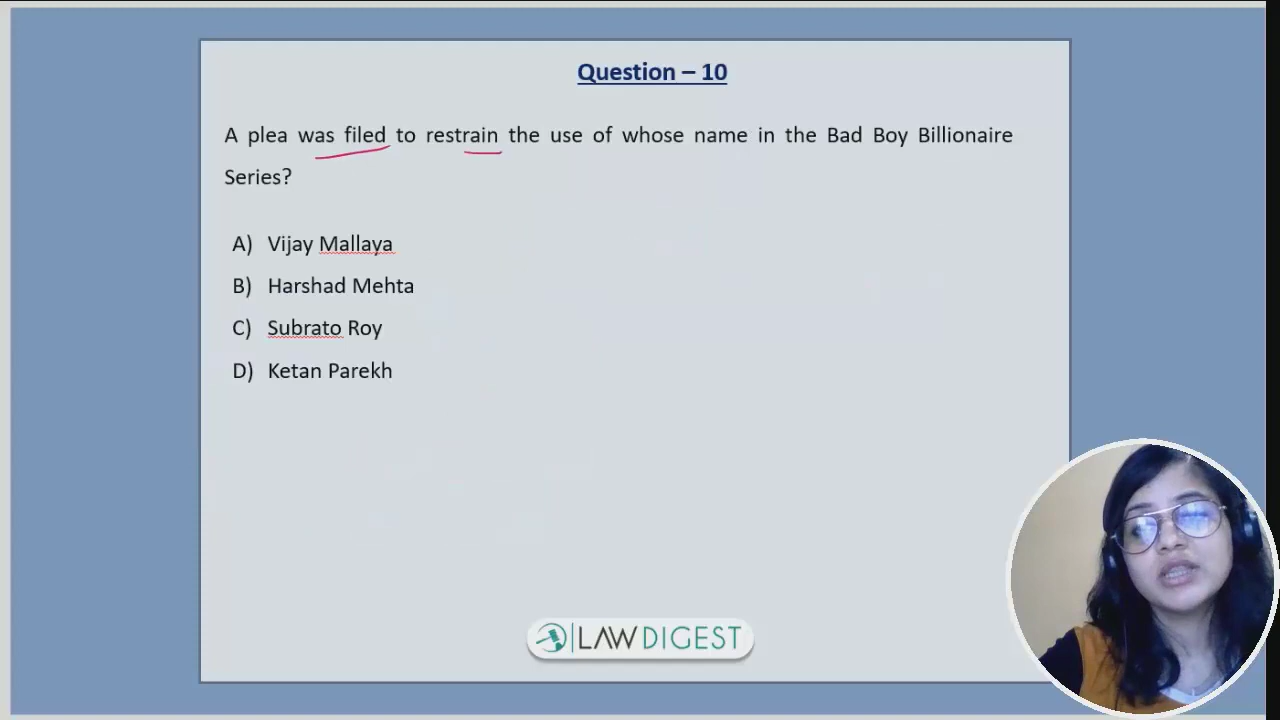 Question – 10
A plea was filed to restrain the use of whose name in the Bad Boy Billionaire
Series?
A) Vijay Mallaya
B) Harshad Mehta
C) Subrato Roy
D) Ketan Parekh
LAWDIGEST